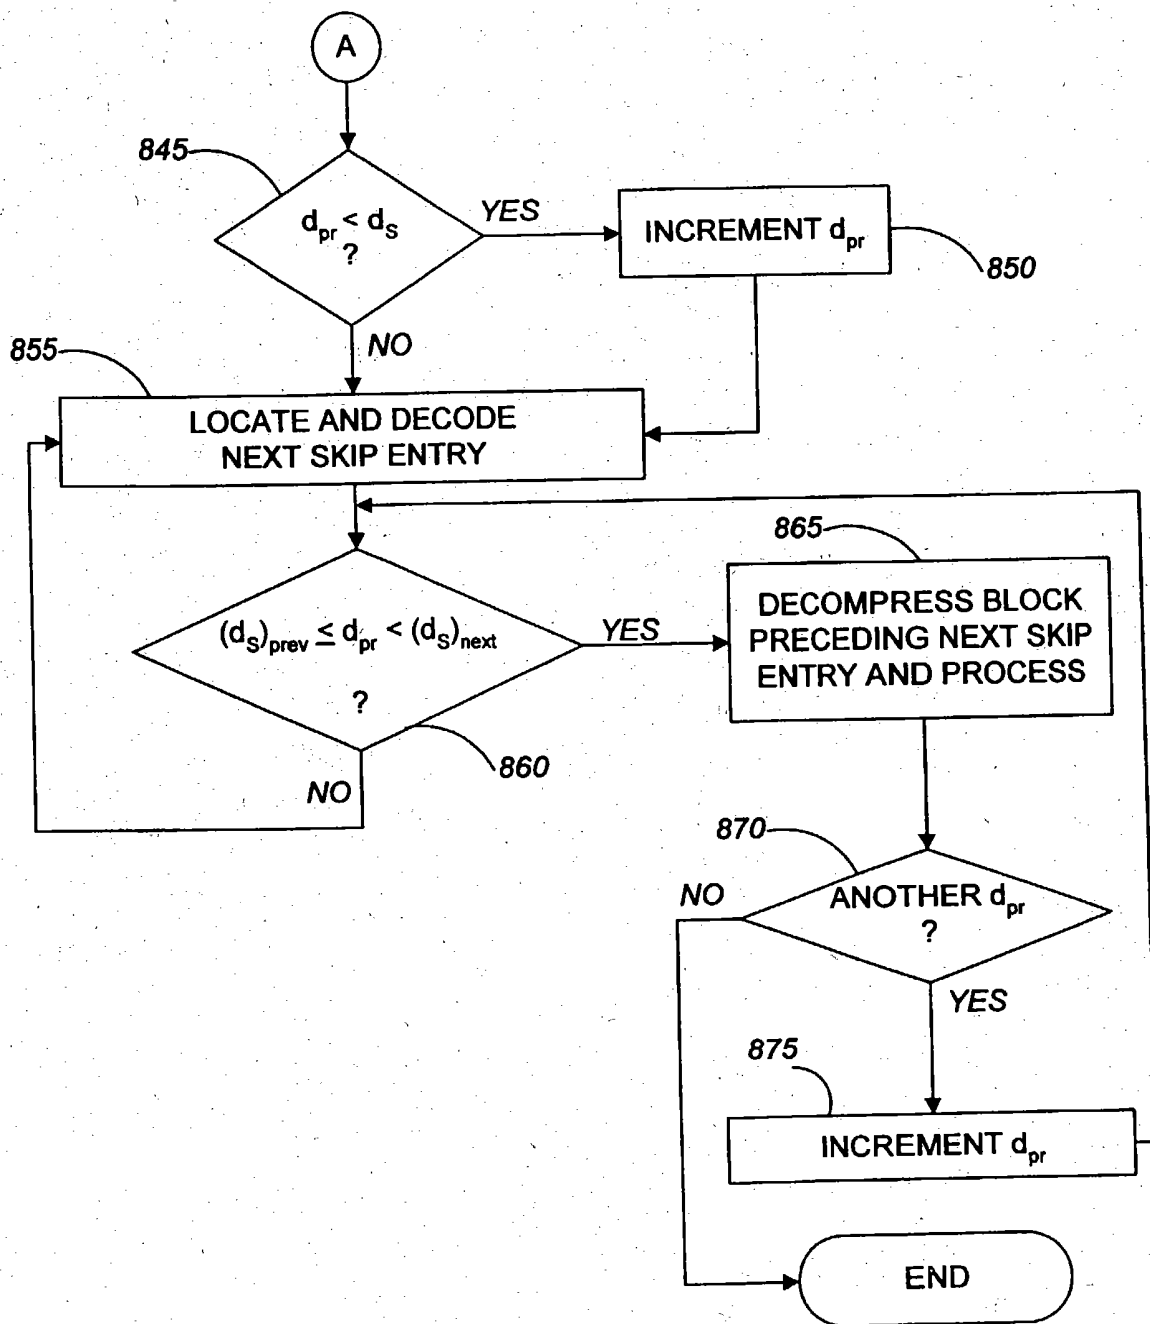 A
845
d_pr < d_S
?
YES
INCREMENT d_pr
850
NO
855
LOCATE AND DECODE
NEXT SKIP ENTRY
865
DECOMPRESS BLOCK
PRECEDING NEXT SKIP
ENTRY AND PROCESS
(d_S)_prev ≤ d_pr < (d_S)_next
?
YES
860
NO
870
NO
ANOTHER d_pr
?
YES
875
INCREMENT d_pr
END